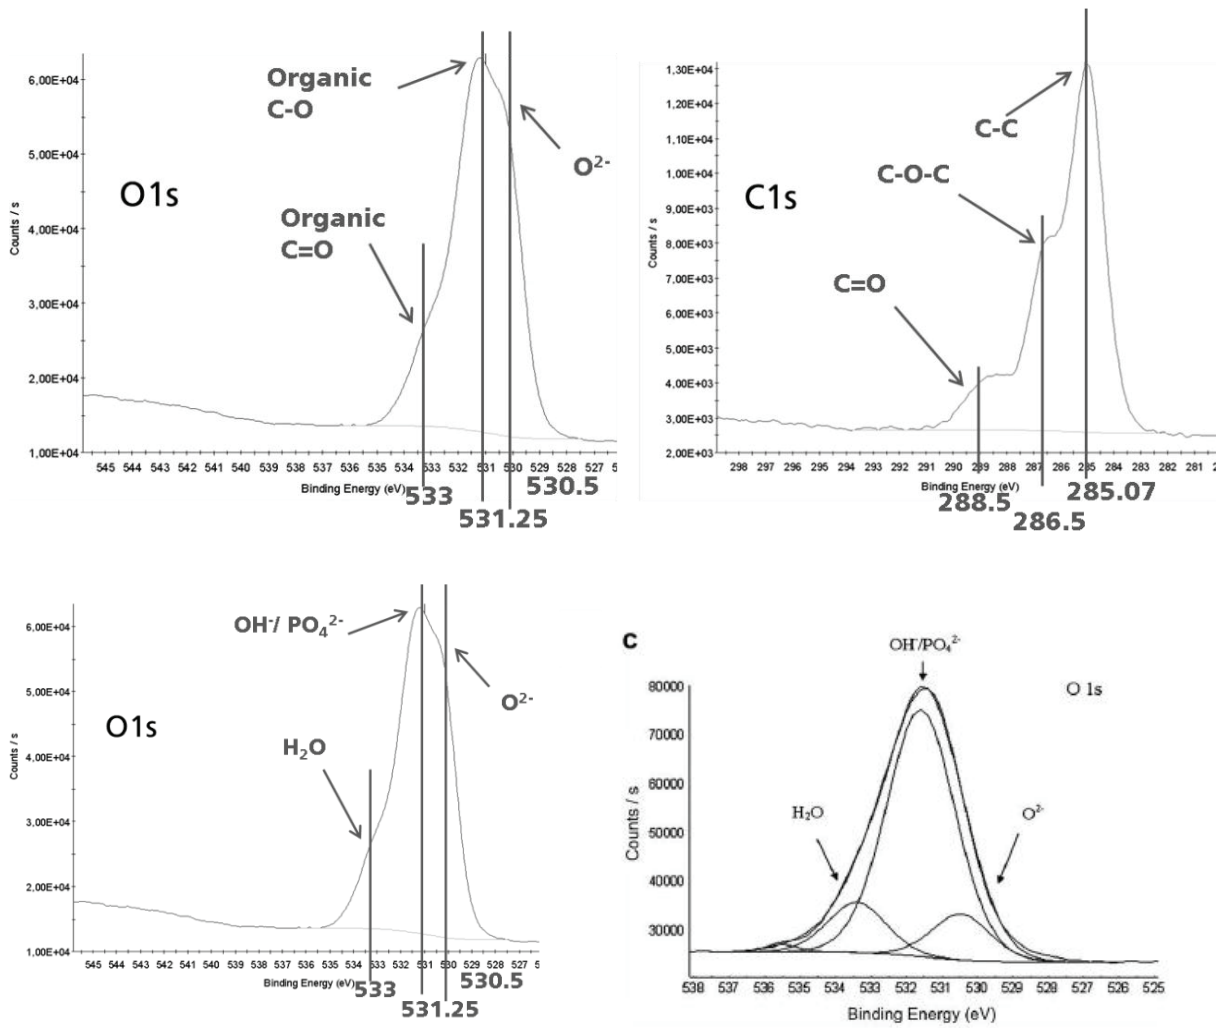 6,00E+04
5,00E+04
4,00E+04
3,00E+04
2,00E+04
1,00E+04
Counts / s
O1s
Organic
C-O
O²⁻
Organic
C=O
545 544 543 542 541 540 539 538 537 536 535 534 533 532 531 530 529 528 527 5
Binding Energy (eV)
533
530.5
531.25
1,30E+04
1,20E+04
1,10E+04
1,00E+04
9,00E+03
8,00E+03
7,00E+03
6,00E+03
5,00E+03
4,00E+03
3,00E+03
2,00E+03
Counts / s
C1s
C-C
C-O-C
C=O
298 297 296 295 294 293 292 291 290 289 288 287 286 285 284 283 282 281 2
Binding Energy (eV)
285.07
288.5
286.5
6,00E+04
5,00E+04
4,00E+04
3,00E+04
2,00E+04
1,00E+04
Counts / s
O1s
OH⁻/ PO₄²⁻
O²⁻
H₂O
545 544 543 542 541 540 539 538 537 536 535 534 533 532 531 530 529 528 527 5
Binding Energy (eV)
533
530.5
531.25
C
OH⁻/PO₄²⁻
O 1s
H₂O
O²⁻
80000
70000
60000
50000
40000
30000
Counts / s
538 537 536 535 534 533 532 531 530 529 528 527 526 525
Binding Energy (eV)